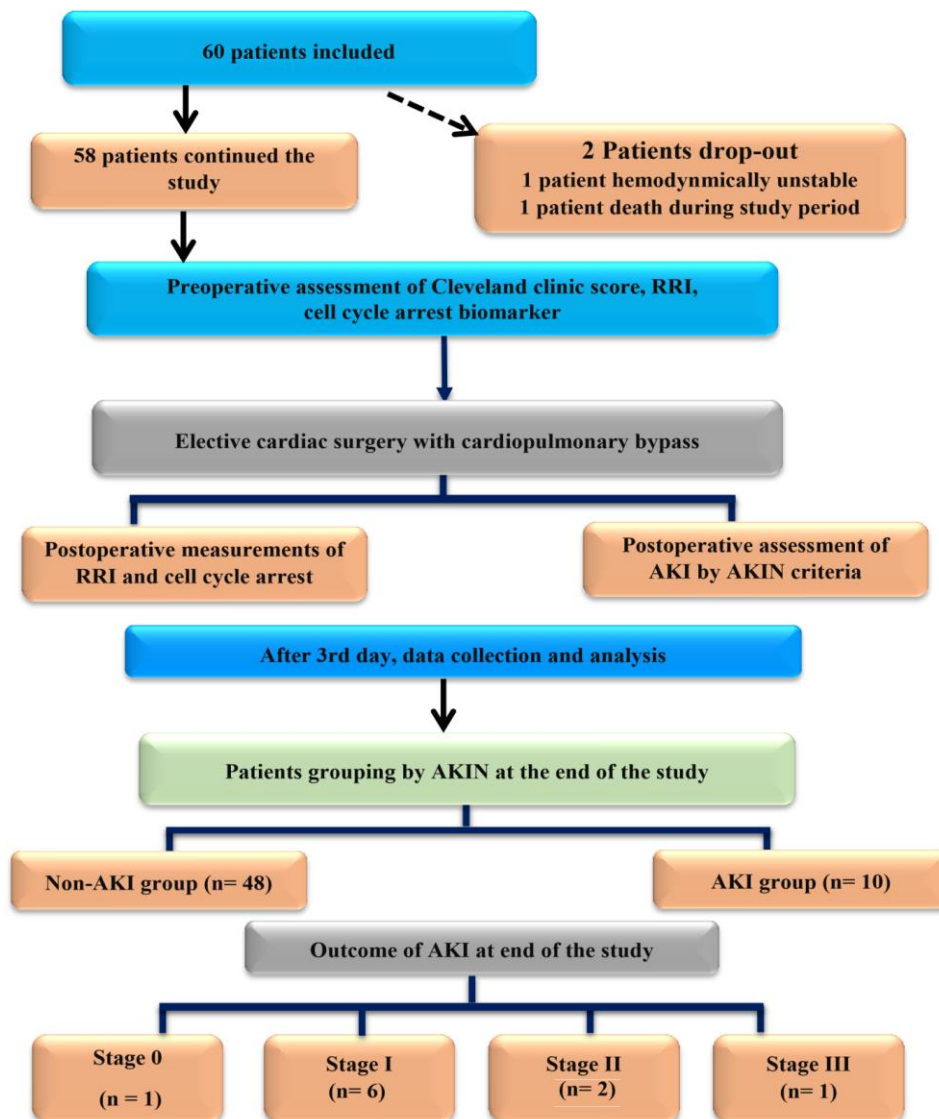 60 patients included
58 patients continued the
study
2 Patients drop-out
1 patient hemodynmically unstable
1 patient death during study period
Preoperative assessment of Cleveland clinic score, RRI,
cell cycle arrest biomarker
Elective cardiac surgery with cardiopulmonary bypass
Postoperative measurements of
RRI and cell cycle arrest
Postoperative assessment of
AKI by AKIN criteria
After 3rd day, data collection and analysis
Patients grouping by AKIN at the end of the study
Non-AKI group (n= 48)
AKI group (n= 10)
Outcome of AKI at end of the study
Stage 0
(n = 1)
Stage I
(n= 6)
Stage II
(n= 2)
Stage III
(n= 1)